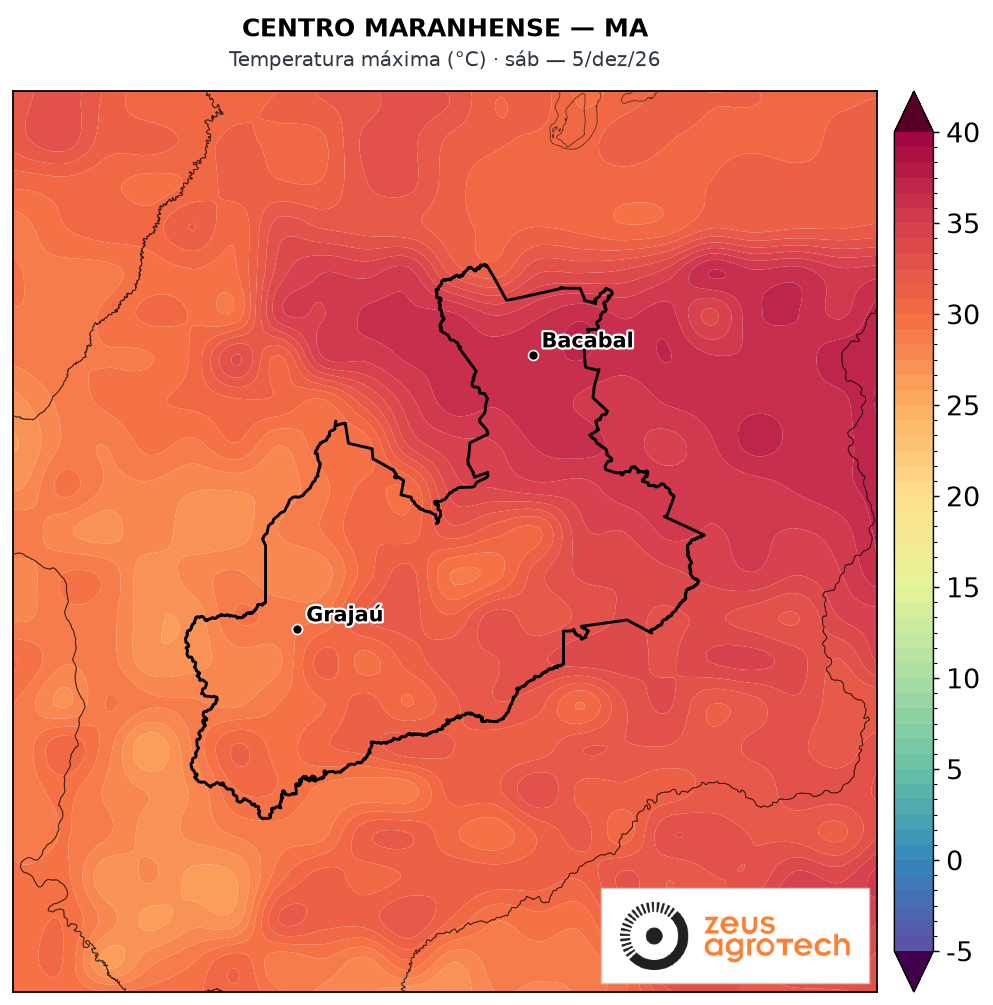 CENTRO MARANHENSE — MA
Temperatura máxima (°C) · sáb — 5/dez/26
40
35
30
25
20
15
10
5
0
-5
Bacabal
Grajaú
zeus
agrotech